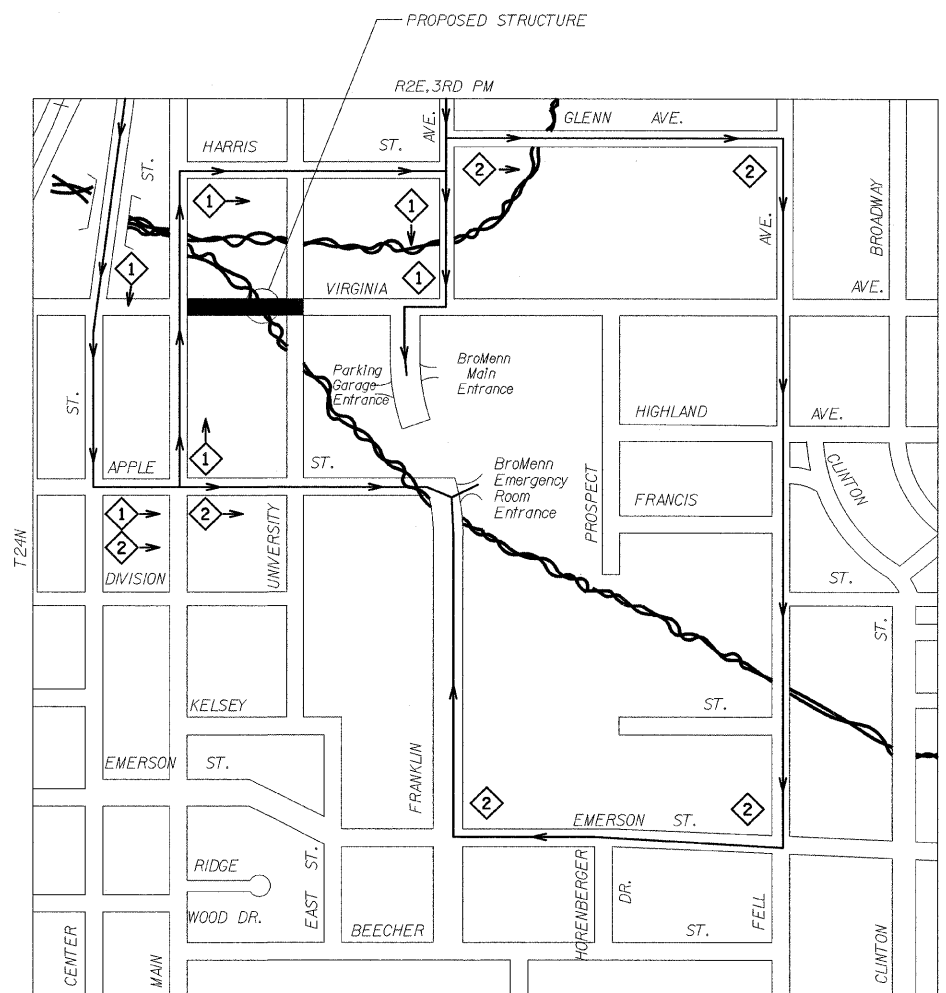 PROPOSED STRUCTURE
R2E,3RD PM
GLENN AVE.
AVE.
ST.
HARRIS ST.
2
2
1
1
BROADWAY
AVE.
1
1
VIRGINIA
AVE.
Parking
Garage
Entrance
BroMenn
Main
Entrance
ST.
HIGHLAND AVE.
1
APPLE ST.
BroMenn
Emergency
Room
Entrance
CLINTON
PROSPECT
FRANCIS
1
2
2
UNIVERSITY
T24N
DIVISION
ST.
ST.
KELSEY
ST.
EMERSON ST.
FRANKLIN
2
2
EMERSON ST.
RIDGE
WOOD DR.
EAST ST.
HORENBERGER
DR.
FELL
BEECHER
ST.
CENTER
MAIN
CLINTON